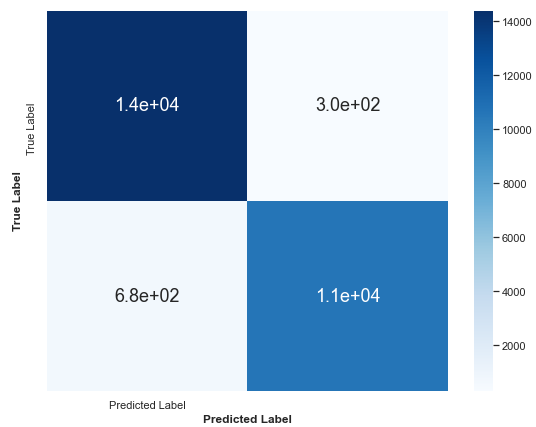 14000
1.4e+04 3.0e+02
12000
True Label
10000
True Label
8000
6000
6.8e+02 1.1e+04
4000
2000
Predicted Label
Predicted Label